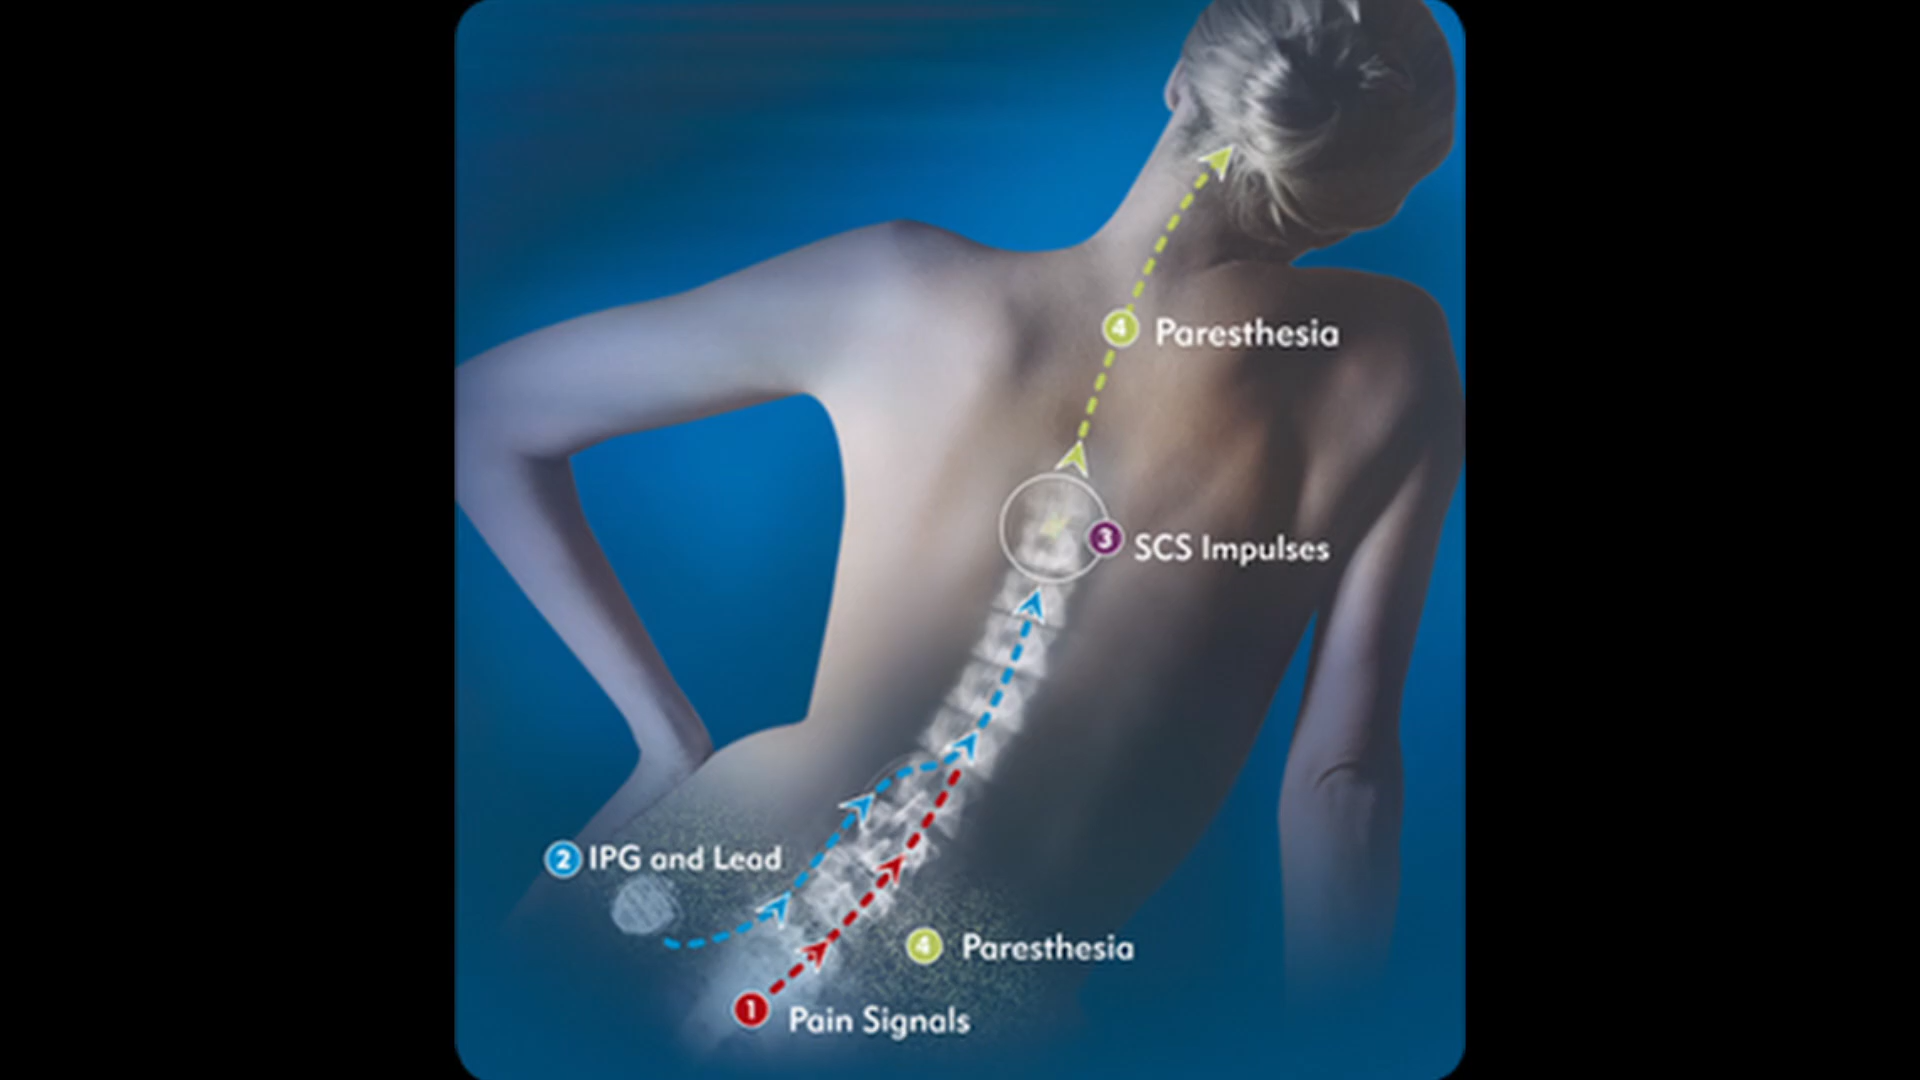 4 Paresthesia
3 SCS Impulses
2 IPG and Lead
4 Paresthesia
1 Pain Signals